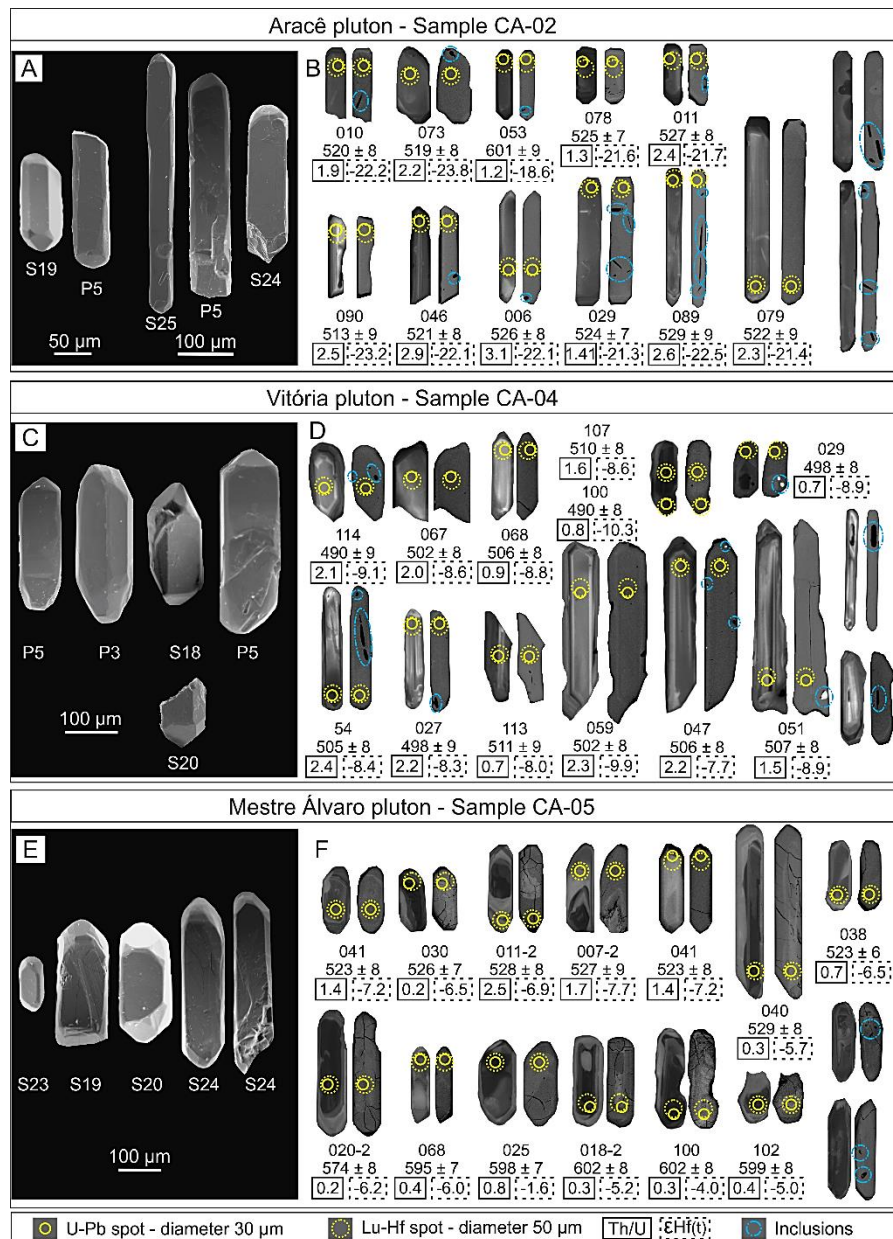 Aracê pluton - Sample CA-02
A
S19
P5
S25
P5
S24
50 µm
100 µm
B
010
520 ± 8
1.9 -22.2
073
519 ± 8
2.2 -23.8
053
601 ± 9
1.2 -18.6
078
525 ± 7
1.3 -21.6
011
527 ± 8
2.4 -21.7
090
513 ± 9
2.5 -23.2
046
521 ± 8
2.9 -22.1
006
526 ± 8
3.1 -22.1
029
524 ± 7
1.41 -21.3
089
529 ± 9
2.6 -22.5
079
522 ± 9
2.3 -21.4
Vitória pluton - Sample CA-04
C
P5
P3
S18
P5
100 µm
S20
D
114
490 ± 9
2.1 -9.1
067
502 ± 8
2.0 -8.6
068
506 ± 8
0.9 -8.8
107
510 ± 8
1.6 -8.6
100
490 ± 8
0.8 -10.3
029
498 ± 8
0.7 -8.9
54
505 ± 8
2.4 -8.4
027
498 ± 9
2.2 -8.3
113
511 ± 9
0.7 -8.0
059
502 ± 8
2.3 -9.9
047
506 ± 8
2.2 -7.7
051
507 ± 8
1.5 -8.9
Mestre Álvaro pluton - Sample CA-05
E
S23
S19
S20
S24
S24
100 µm
F
041
523 ± 8
1.4 -7.2
030
526 ± 7
0.2 -6.5
011-2
528 ± 8
2.5 -6.9
007-2
527 ± 9
1.7 -7.7
041
523 ± 8
1.4 -7.2
040
529 ± 8
0.3 -5.7
038
523 ± 6
0.7 -6.5
020-2
574 ± 8
0.2 -6.2
068
595 ± 7
0.4 -6.0
025
598 ± 7
0.8 -1.6
018-2
602 ± 8
0.3 -5.2
100
602 ± 8
0.3 -4.0
102
599 ± 8
0.4 -5.0
U-Pb spot - diameter 30 µm
Lu-Hf spot - diameter 50 µm
Th/U
εHf(t)
Inclusions